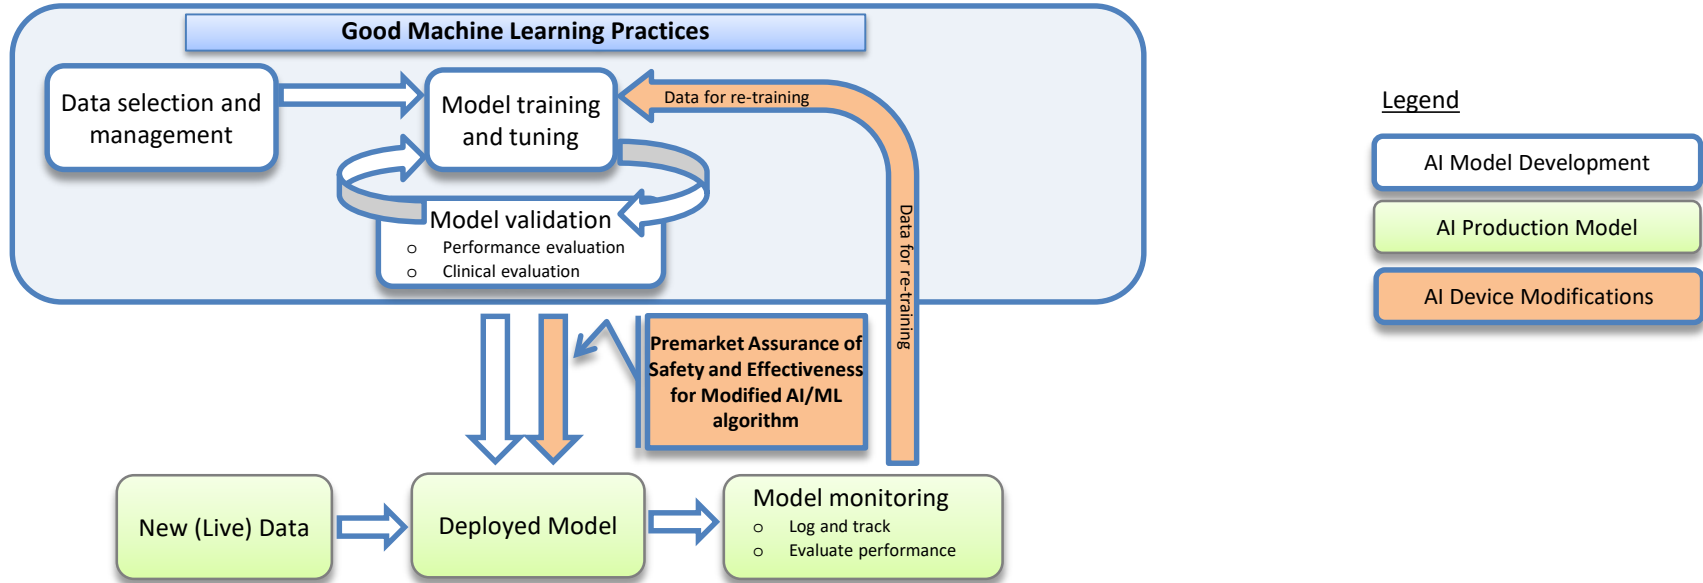 Good Machine Learning Practices
Data selection and
management
Model training
and tuning
Data for re-training
Model validation
o Performance evaluation
o Clinical evaluation
Data for re-training
Premarket Assurance of
Safety and Effectiveness
for Modified AI/ML
algorithm
New (Live) Data
Deployed Model
Model monitoring
o Log and track
o Evaluate performance
Legend
AI Model Development
AI Production Model
AI Device Modifications